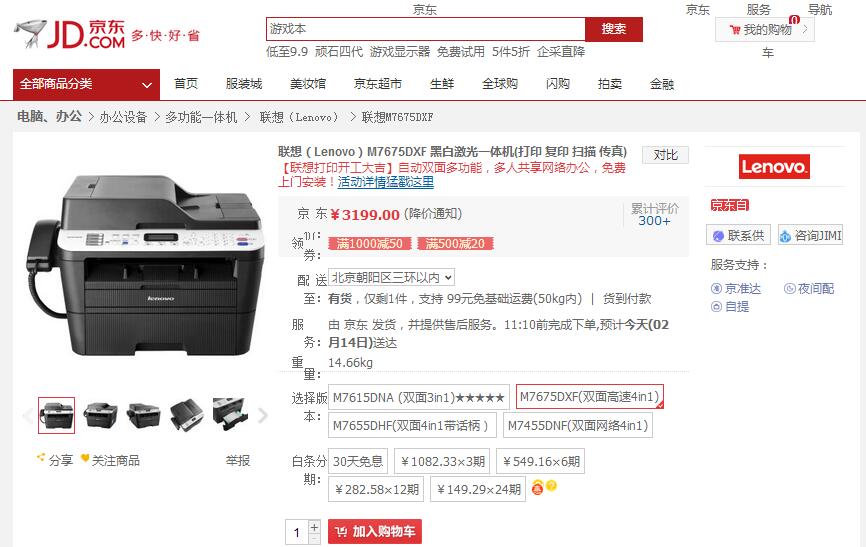 京东
京东 服务 导航
JD 京东
.COM 多·快·好·省
游戏本 搜索
我的购物 0
车
低至9.9 顽石四代 游戏显示器 免费试用 5件5折 企采直降
全部商品分类 首页 服装城 美妆馆 京东超市 生鲜 全球购 闪购 拍卖 金融
电脑、办公 > 办公设备 > 多功能一体机 > 联想（Lenovo） > 联想M7675DXF
联想（Lenovo）M7675DXF 黑白激光一体机(打印 复印 扫描 传真)
对比
【联想打印开工大吉】自动双面多功能，多人共享网络办公，免费
上门安装！活动详情猛戳这里
京 东 ￥3199.00 (降价通知)
累计评价
300+
领
券： 满1000减50 满500减20
配 送 北京朝阳区三环以内
至： 有货，仅剩1件，支持 99元免基础运费(50kg内) | 货到付款
服 由 京东 发货，并提供售后服务。11:10前完成下单,预计今天(02
务： 月14日)送达
重 14.66kg
量：
选择版 M7615DNA (双面3in1)★★★★★ M7675DXF(双面高速4in1)
本： M7655DHF(双面4in1带话柄 ) M7455DNF(双面网络4in1)
白条分 30天免息 ￥1082.33×3期 ￥549.16×6期
期： ￥282.58×12期 ￥149.29×24期
1 + - 加入购物车
lenovo
分享 关注商品 举报
Lenovo.
京东自
联系供 咨询JIMI
服务支持：
京准达 夜间配
自提